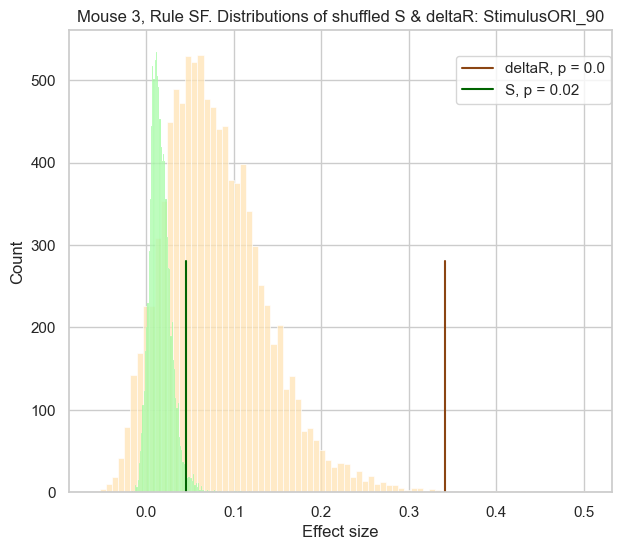 Mouse 3, Rule SF. Distributions of shuffled S & deltaR: StimulusORI_90
deltaR, p = 0.0
S, p = 0.02
500
400
300
200
100
0
Count
0.0 0.1 0.2 0.3 0.4 0.5
Effect size